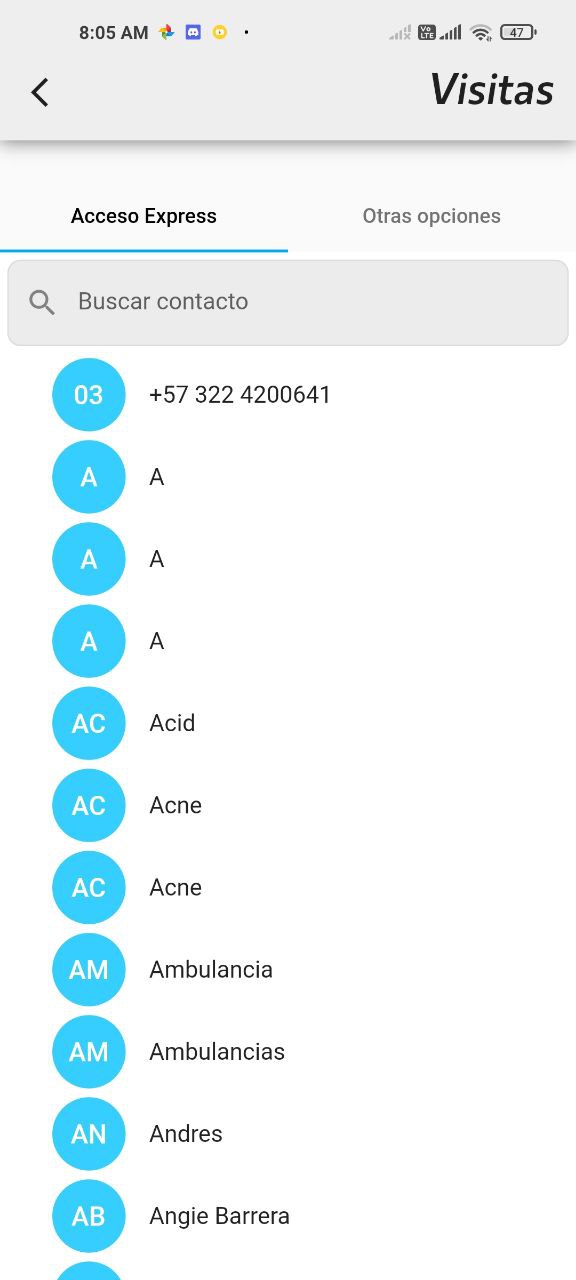 8:05 AM
Vo LTE
47
Visitas
Acceso Express
Otras opciones
Buscar contacto
03
+57 322 4200641
A
A
A
A
A
A
AC
Acid
AC
Acne
AC
Acne
AM
Ambulancia
AM
Ambulancias
AN
Andres
AB
Angie Barrera